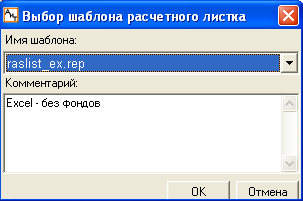 Выбор шаблона расчетного листка
Имя шаблона:
raslist_ex.rep
Комментарий:
Excel - без фондов
OK
Отмена